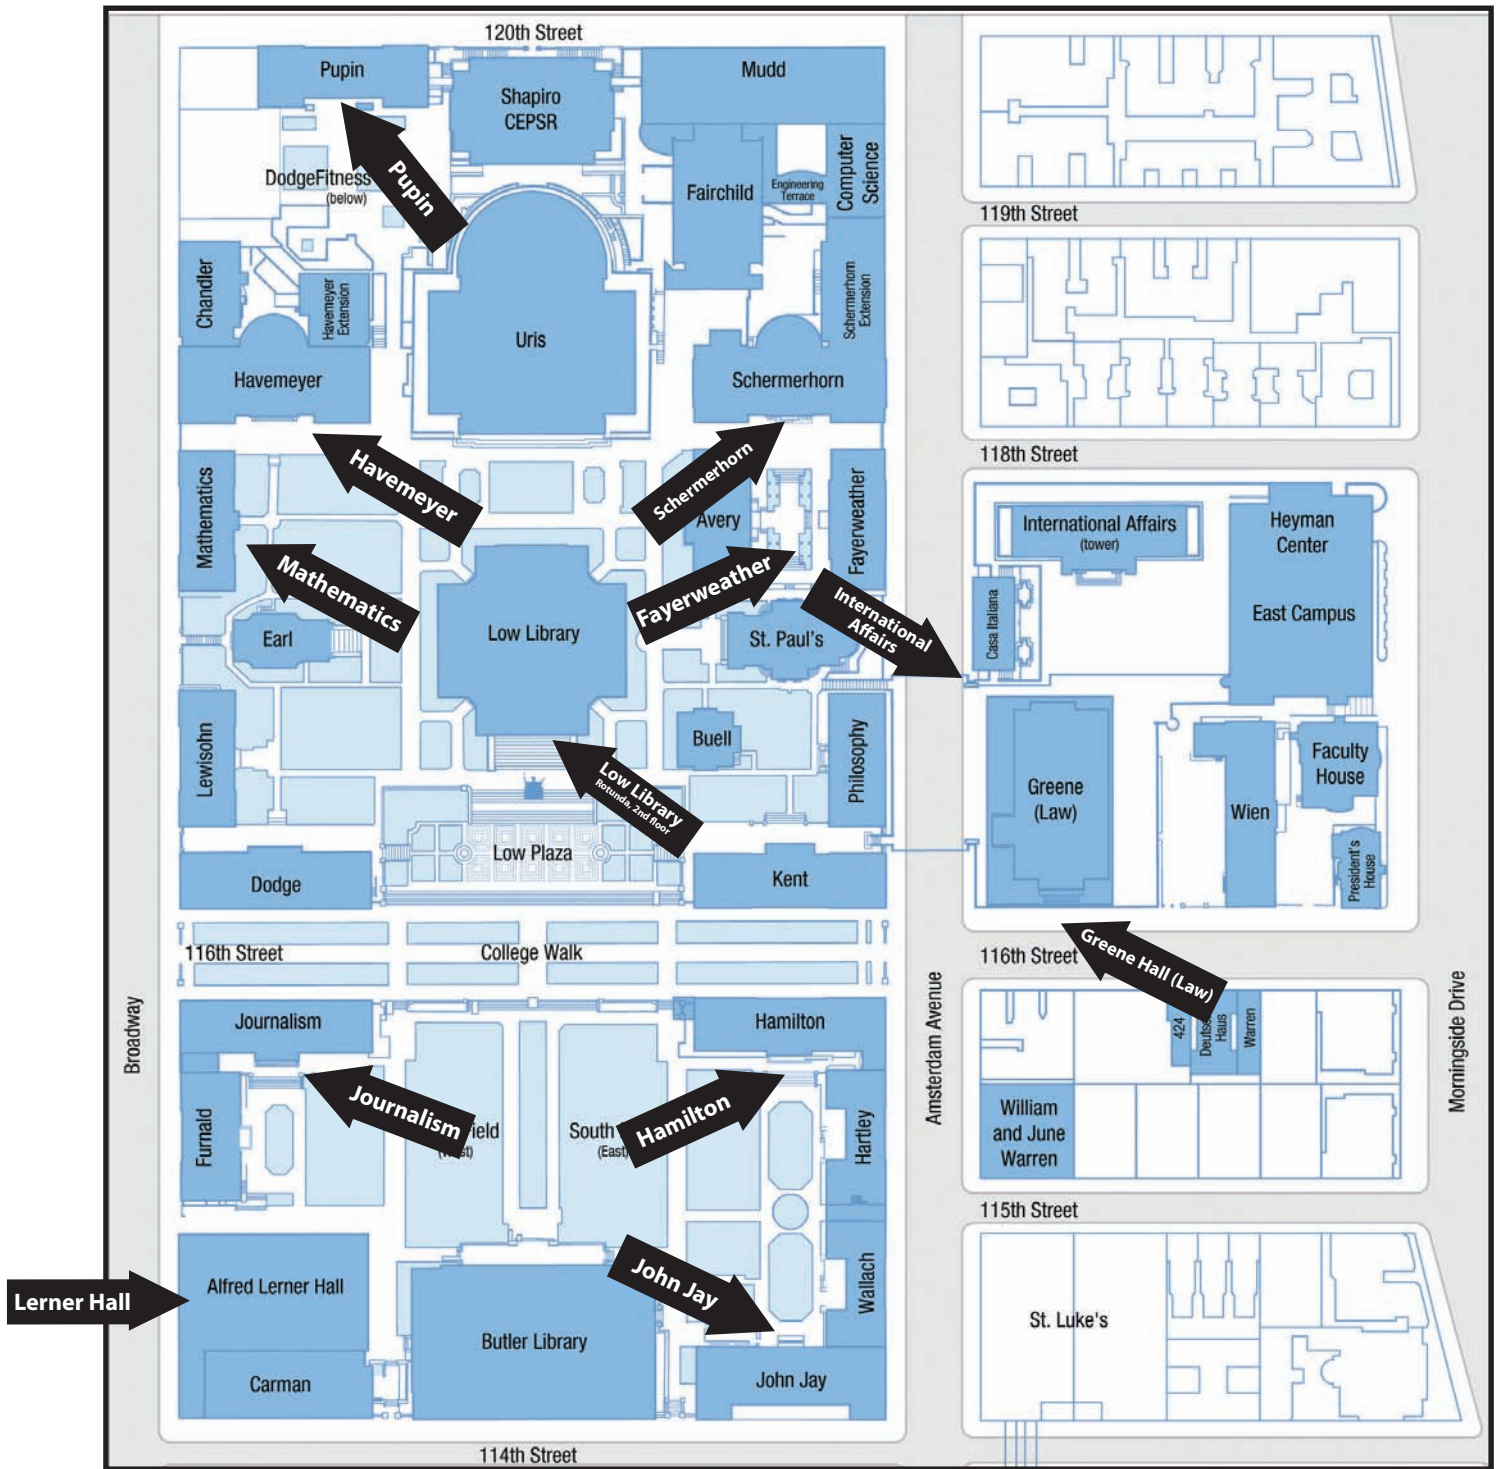 120th Street
Pupin
Shapiro
CEPSR
Mudd
DodgeFitness
(below)
Pupin
Fairchild
Engineering
Terrace
Computer
Science
119th Street
Chandler
Havemeyer
Extension
Uris
Schermerhorn
Extension
Havemeyer
Schermerhorn
118th Street
Havemeyer
Schermerhorn
Mathematics
Avery
Fayerweather
International Affairs
(tower)
Heyman
Center
Mathematics
Fayerweather
International
Affairs
Casa Italiana
East Campus
Earl
Low Library
St. Paul's
Lewisohn
Buell
Philosophy
Low Library
Rotunda, 2nd floor
Greene
(Law)
Wien
Faculty
House
Low Plaza
President's
House
Dodge
Kent
116th Street
College Walk
116th Street
Greene Hall (Law)
Broadway
Amsterdam Avenue
Morningside Drive
Journalism
Hamilton
424
Haus
Warren
Journalism
Hamilton
Furnald
ield
South
(East)
Hartley
William
and June
Warren
115th Street
Alfred Lerner Hall
Lerner Hall
John Jay
Wallach
St. Luke's
Butler Library
Carman
John Jay
114th Street